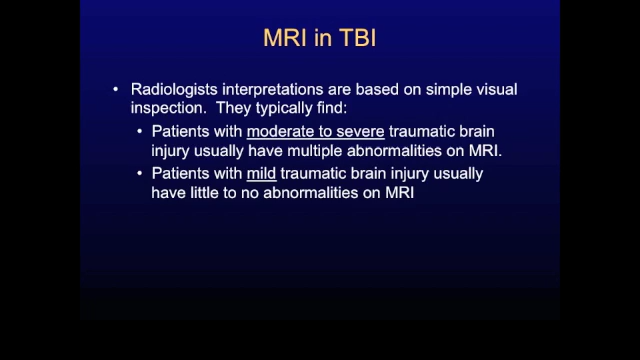 MRI in TBI
• Radiologists interpretations are based on simple visual
inspection. They typically find:
• Patients with moderate to severe traumatic brain
injury usually have multiple abnormalities on MRI.
• Patients with mild traumatic brain injury usually
have little to no abnormalities on MRI